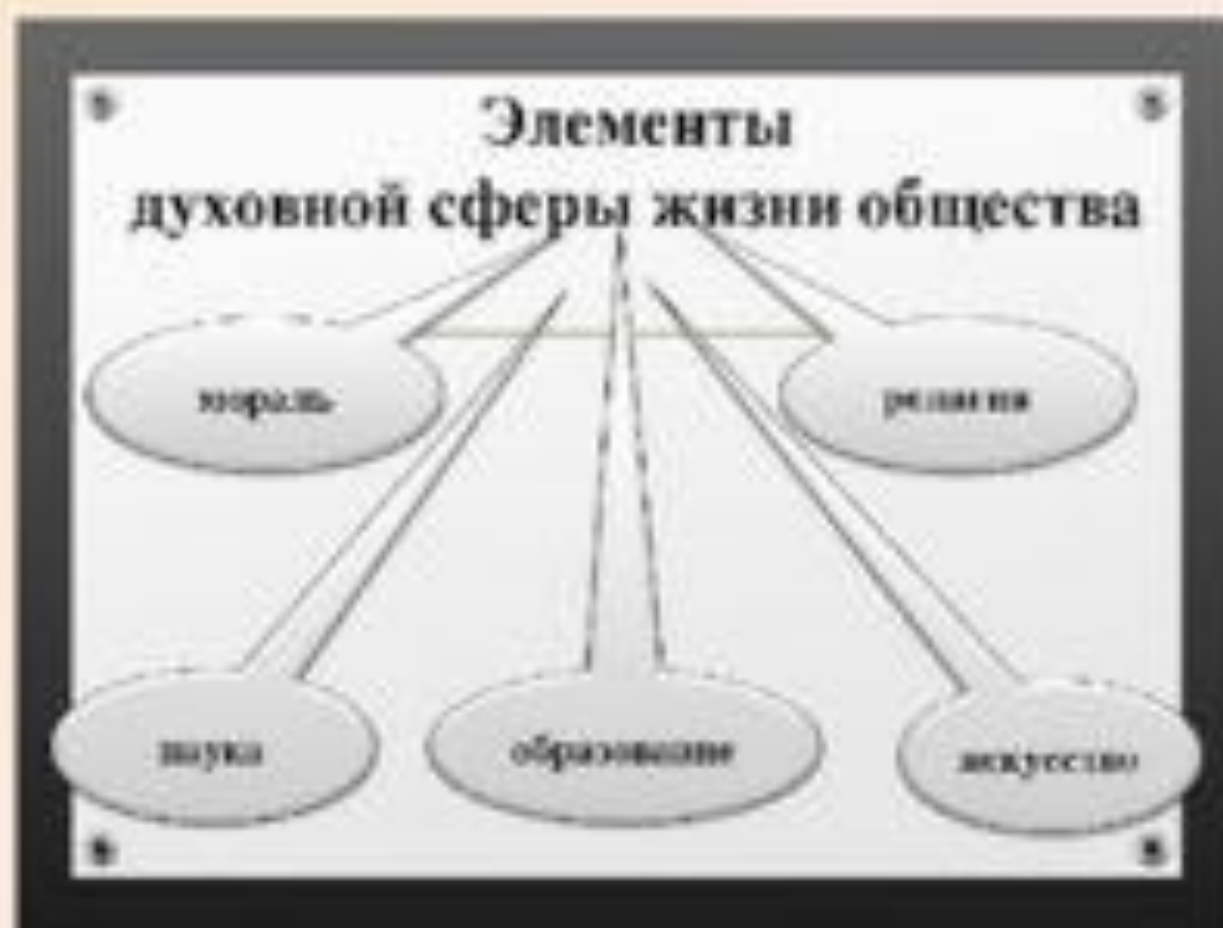 Элементы
духовной сферы жизни общества
мораль
религия
наука
образование
искусство